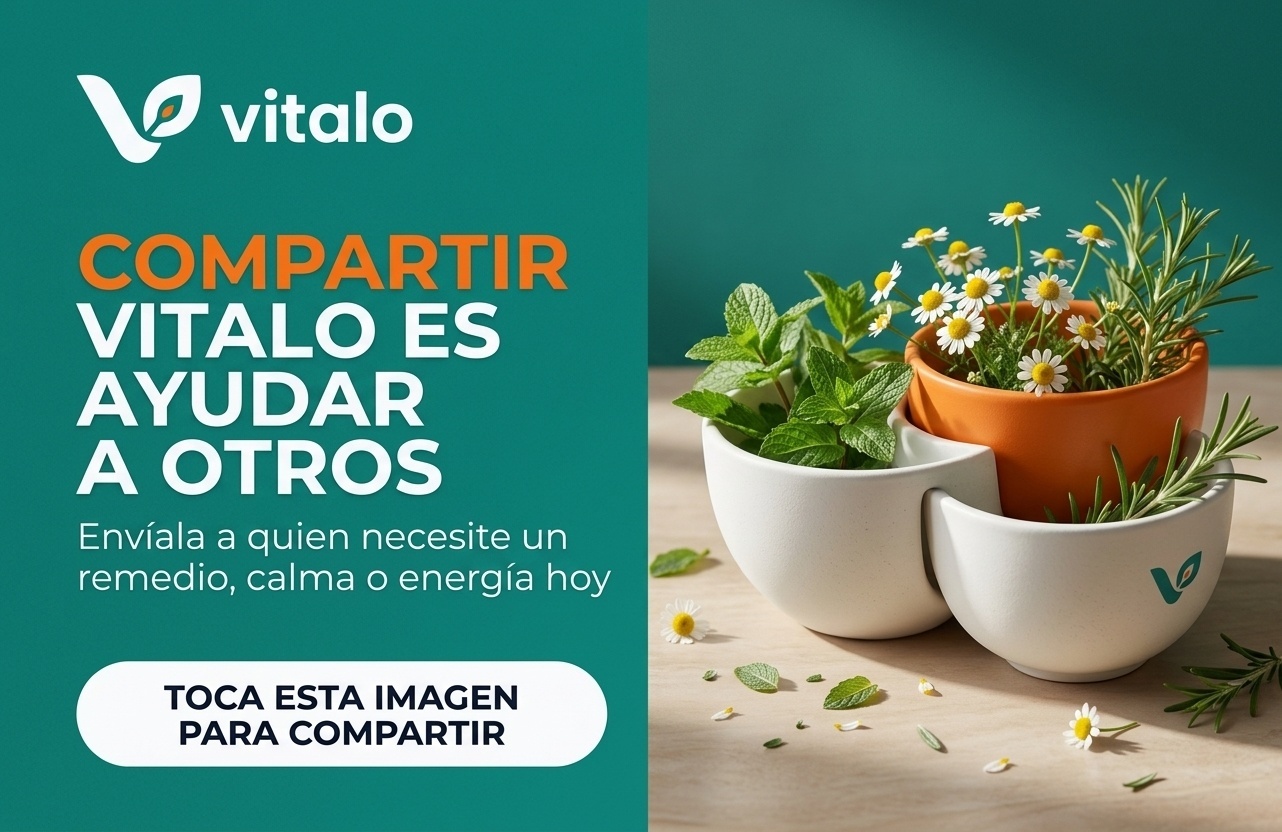 vitalo
COMPARTIR
VITALO ES
AYUDAR
A OTROS
Envíala a quien necesite un
remedio, calma o energía hoy
TOCA ESTA IMAGEN
PARA COMPARTIR